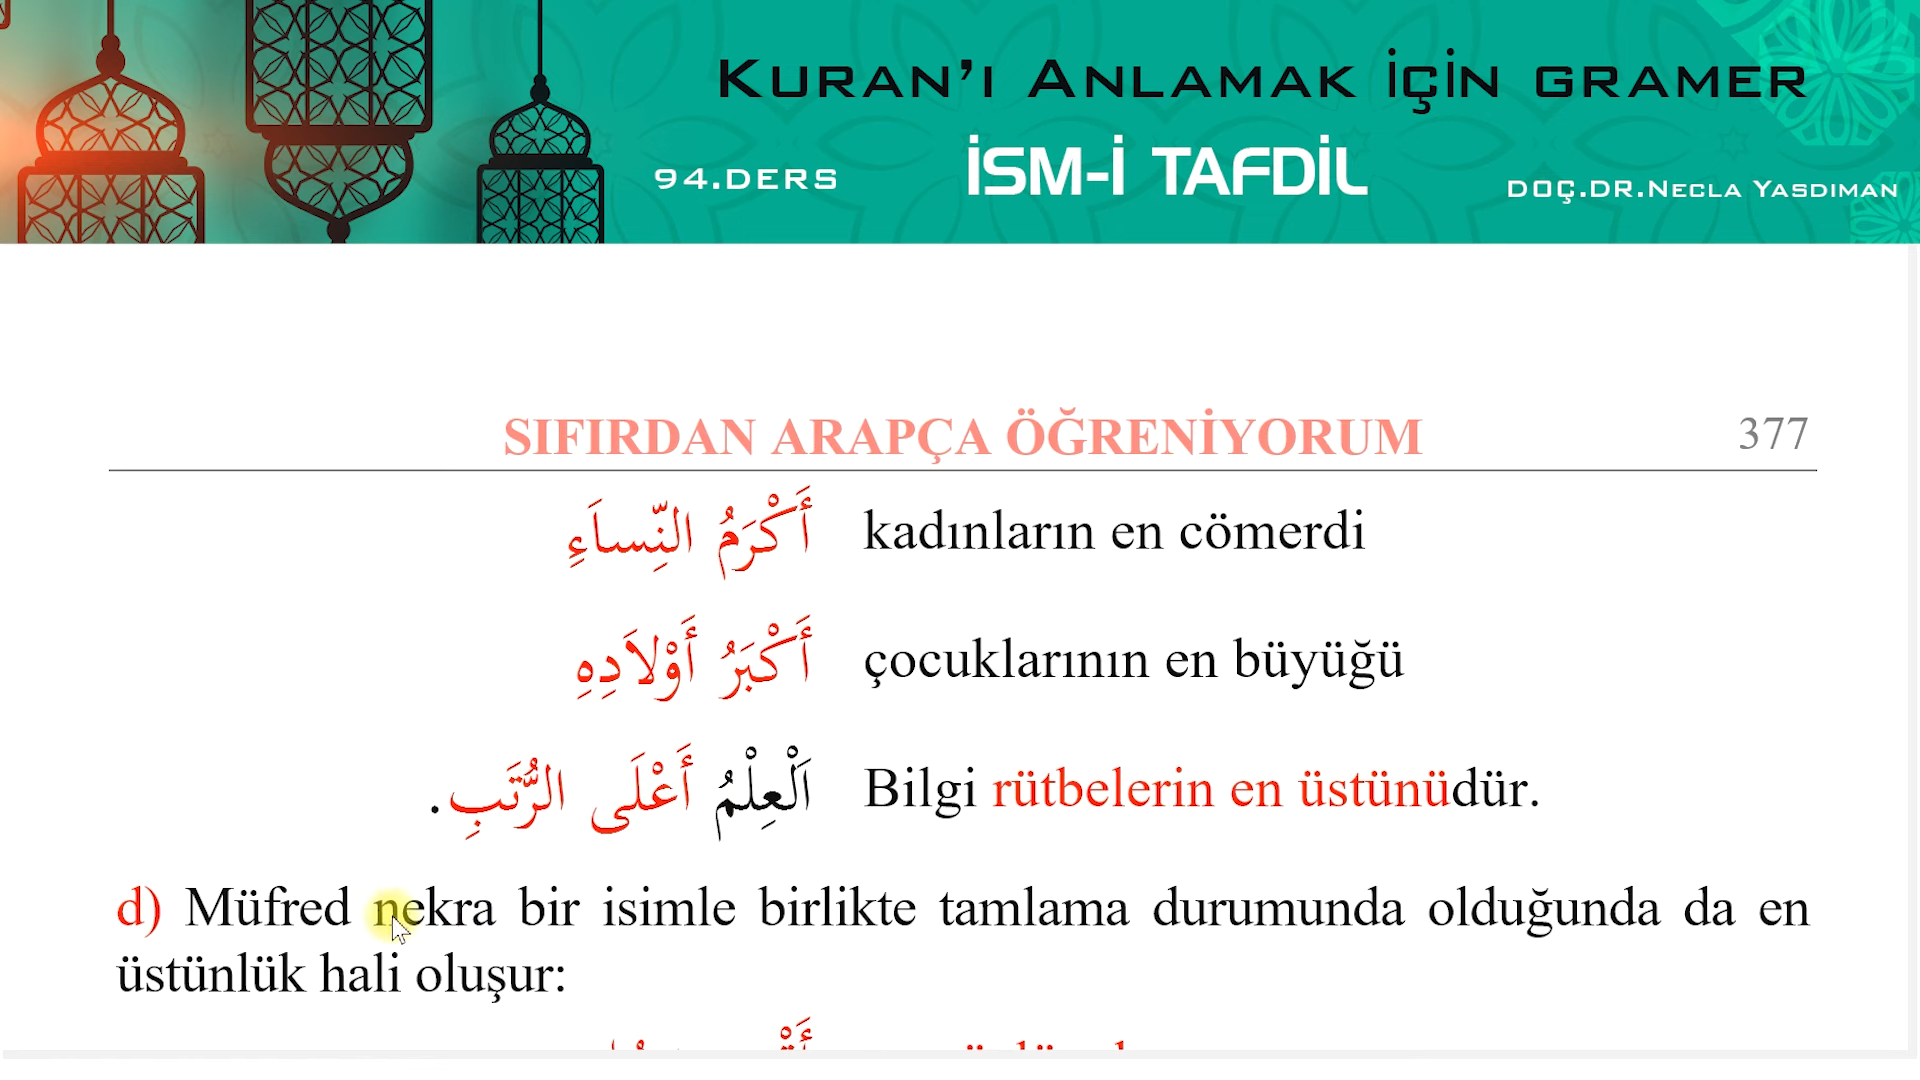 KURAN'I ANLAMAK İÇİN GRAMER
94.DERS İSM-İ TAFDİL DOÇ.DR.NECLA YASDIMAN
SIFIRDAN ARAPÇA ÖĞRENİYORUM 377
أَكْرَمُ النِّسَاءِ kadınların en cömerdi
أَكْبَرُ أَوْلاَدِهِ çocuklarının en büyüğü
اَلْعِلْمُ أَعْلَى الرُّتَبِ. Bilgi rütbelerin en üstünüdür.
d) Müfred nekra bir isimle birlikte tamlama durumunda olduğunda da en
üstünlük hali oluşur: